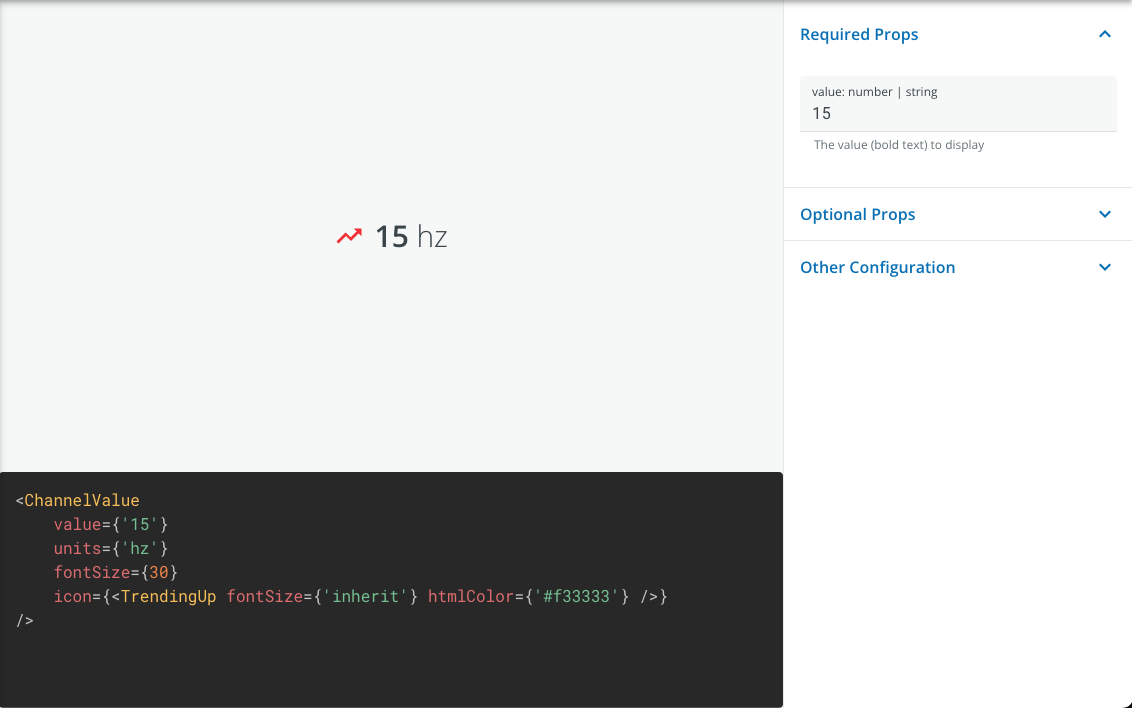 15 hz
<ChannelValue
    value={'15'}
    units={'hz'}
    fontSize={30}
    icon={<TrendingUp fontSize={'inherit'} htmlColor={'#f33333'} />}
/>
Required Props
value: number | string
15
The value (bold text) to display
Optional Props
Other Configuration